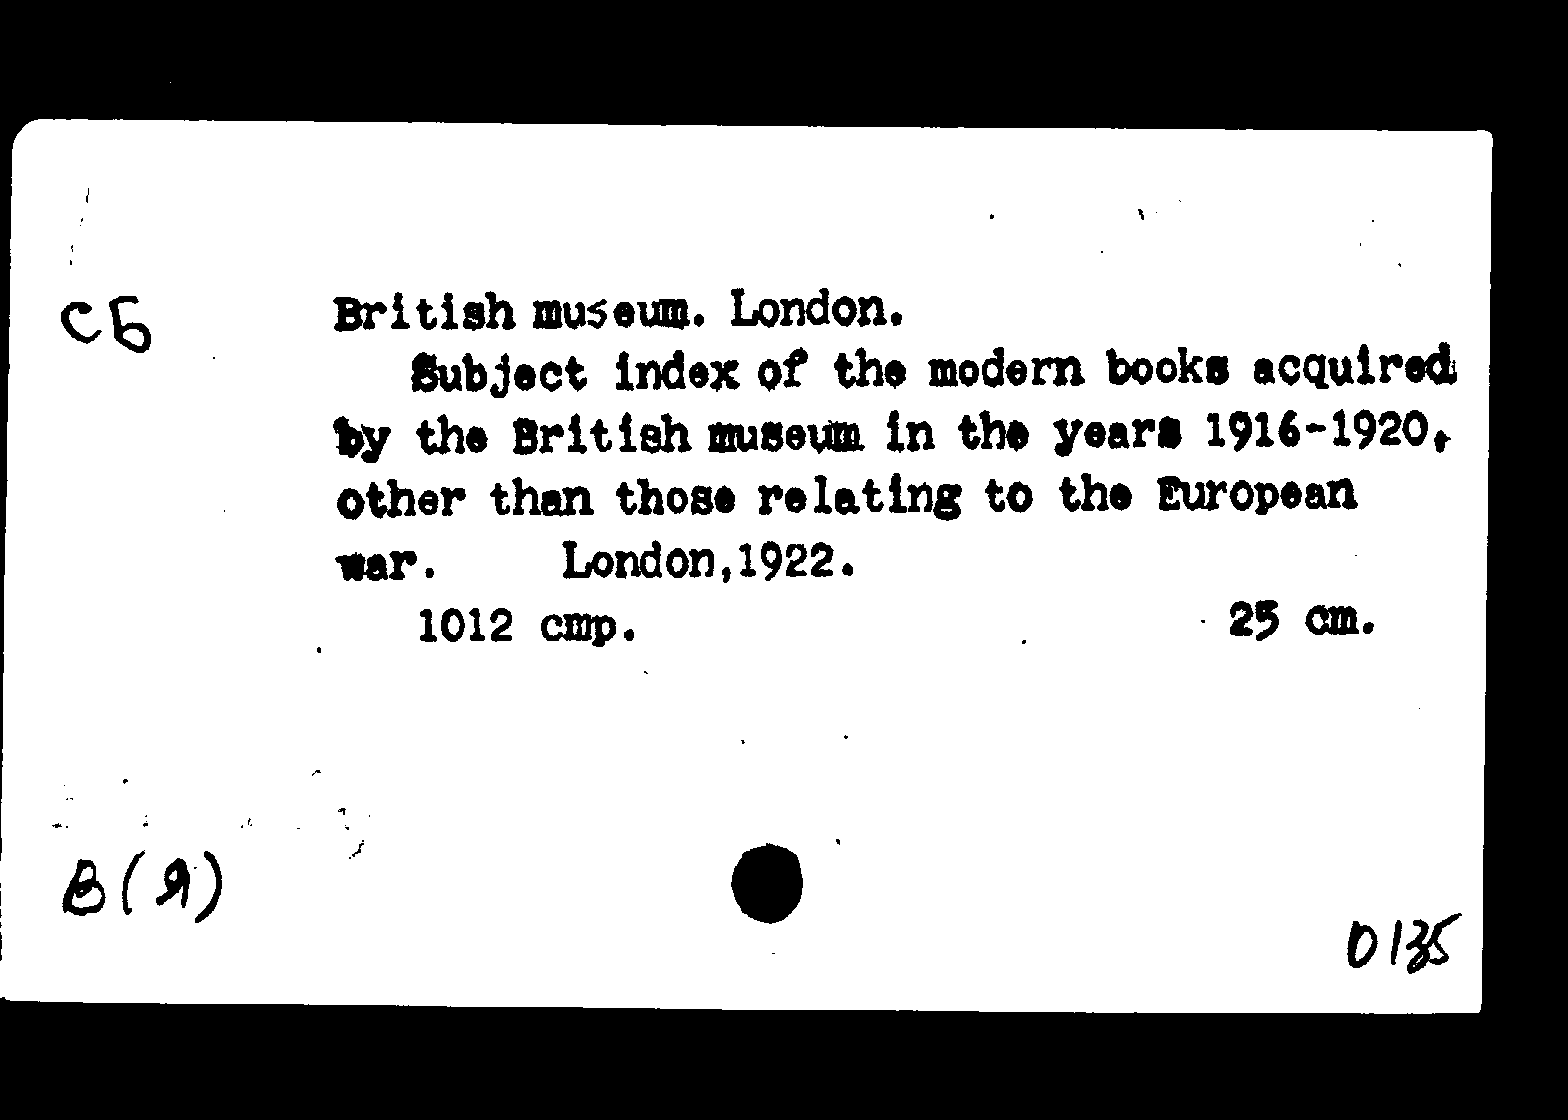 СБ
British museum. London.
Subject index of the modern books acquired
by the British museum in the years 1916-1920,
other than those relating to the European
war. London,1922.
1012 стр. 25 cm.
В(Я)
0135